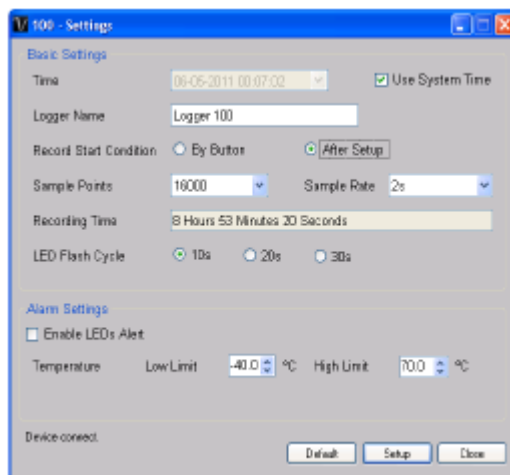 100 - Settings
Basic Settings
Time 06-05-2011 00:07:02 Use System Time
Logger Name Logger 100
Record Start Condition By Button After Setup
Sample Points 16000 Sample Rate 2s
Recording Time 8 Hours 53 Minutes 20 Seconds
LED Flash Cycle 10s 20s 30s
Alarm Settings
Enable LEDs Alert
Temperature Low Limit -40.0 ºC High Limit 70.0 ºC
Device connect.
Default Setup Close